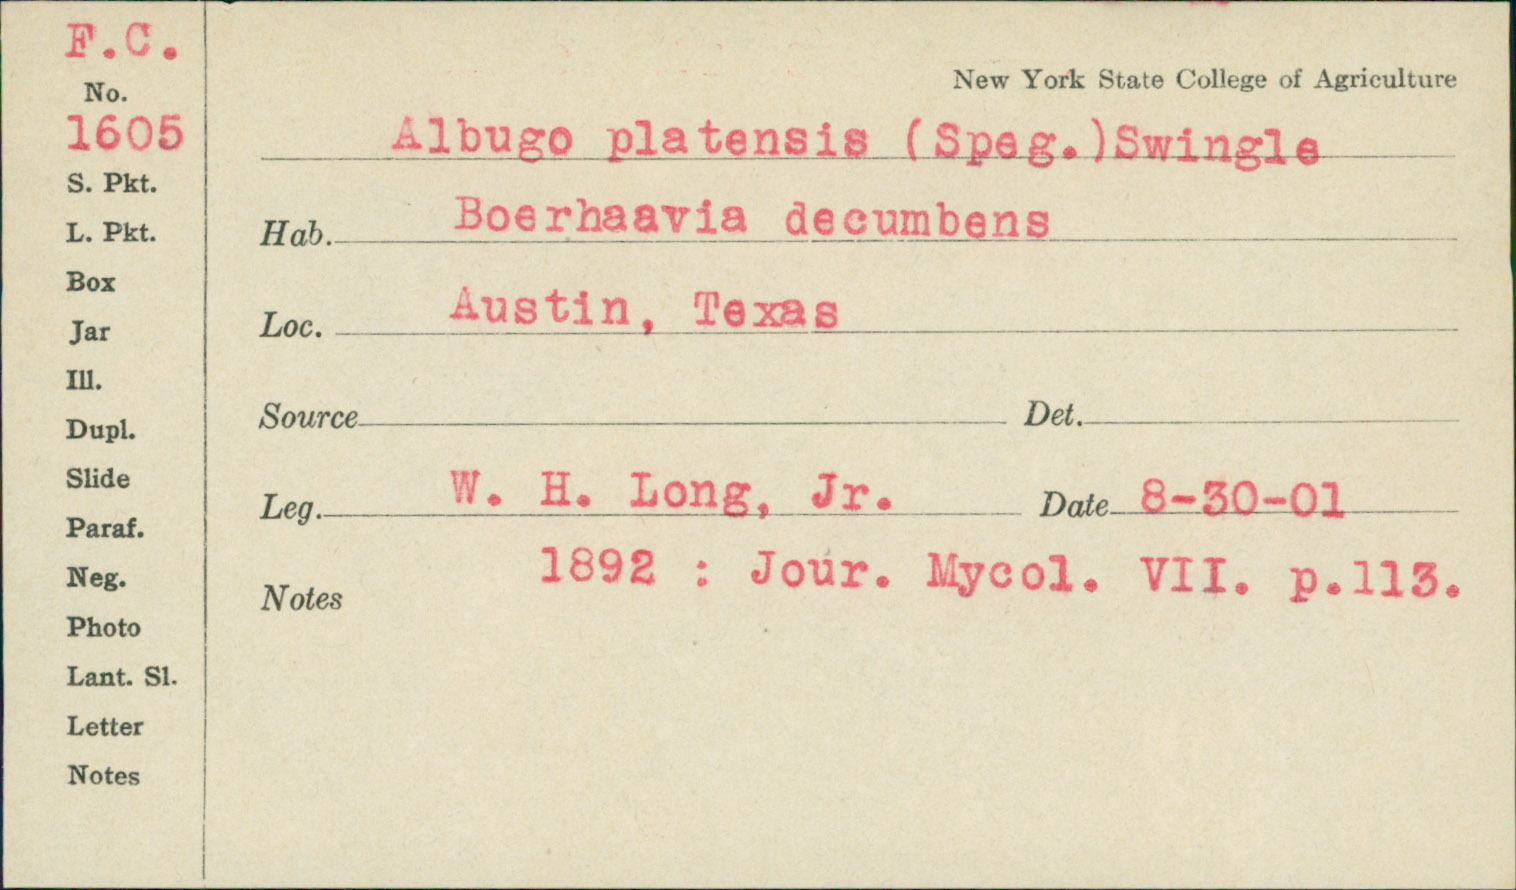 F.C.
No.
1605
S. Pkt.
L. Pkt.
Box
Jar
Ill.
Dupl.
Slide
Paraf.
Neg.
Photo
Lant. Sl.
Letter
Notes
New York State College of Agriculture
Albugo platensis (Speg.)Swingle
Hab. Boerhaavia decumbens
Loc. Austin, Texas
Source Det.
Leg. W. H. Long, Jr. Date 8-30-01
Notes 1892 : Jour. Mycol. VII. p.113.